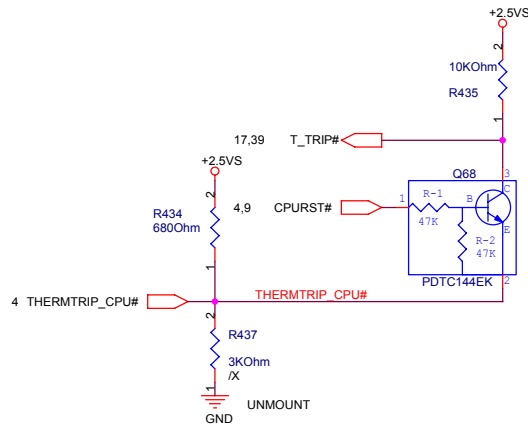 +2.5VS
2
10KOhm
R435
1
17,39 T_TRIP#
+2.5VS
Q68
3
C
2
R434
680Ohm
1
4,9 CPURST#
1
R-1
47K
B
R-2
47K
E
PDTC144EK
2
4 THERMTRIP_CPU#
THERMTRIP_CPU#
2
R437
3KOhm
/X
1
GND
UNMOUNT